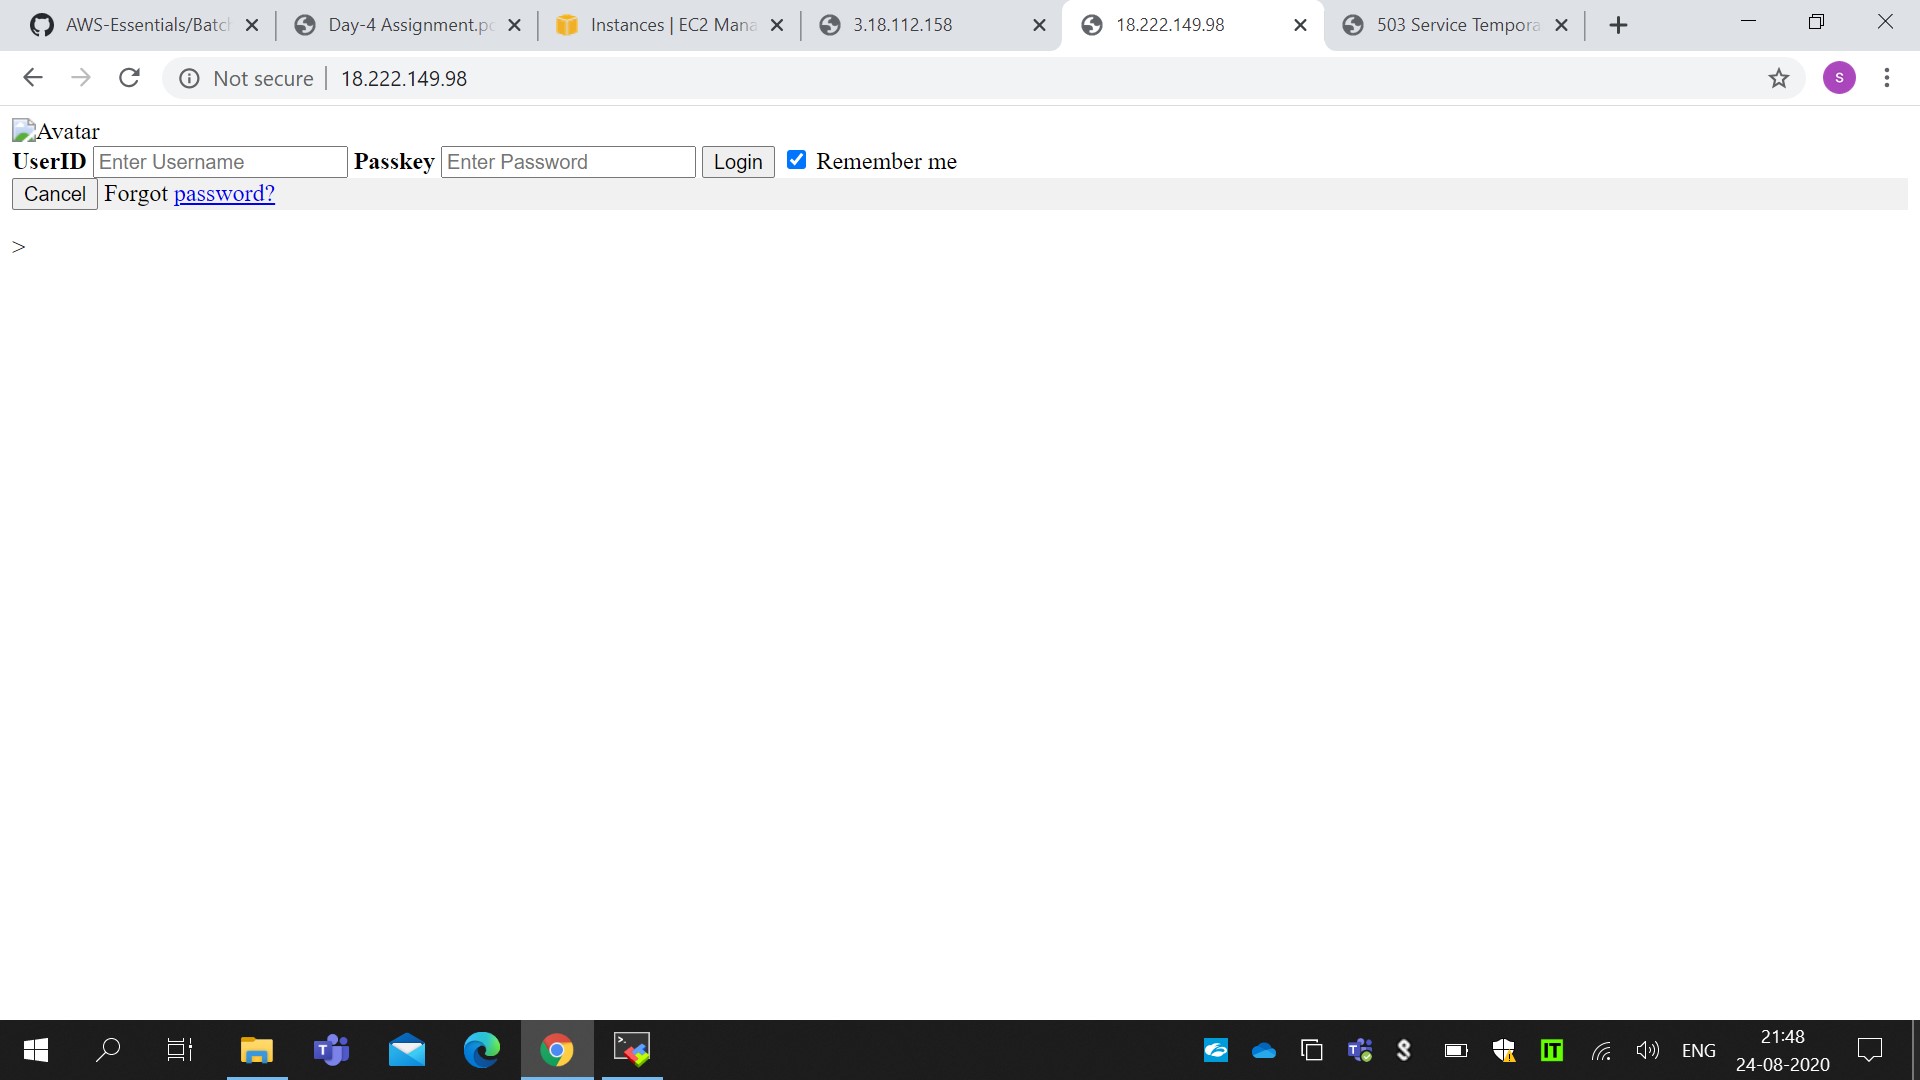 AWS-Essentials/Batch
Day-4 Assignment.pc
Instances | EC2 Mana
3.18.112.158
18.222.149.98
503 Service Tempora
Not secure
18.222.149.98
S
Avatar
UserID Enter Username Passkey Enter Password Login Remember me
Cancel Forgot password?
>
ENG
21:48
24-08-2020